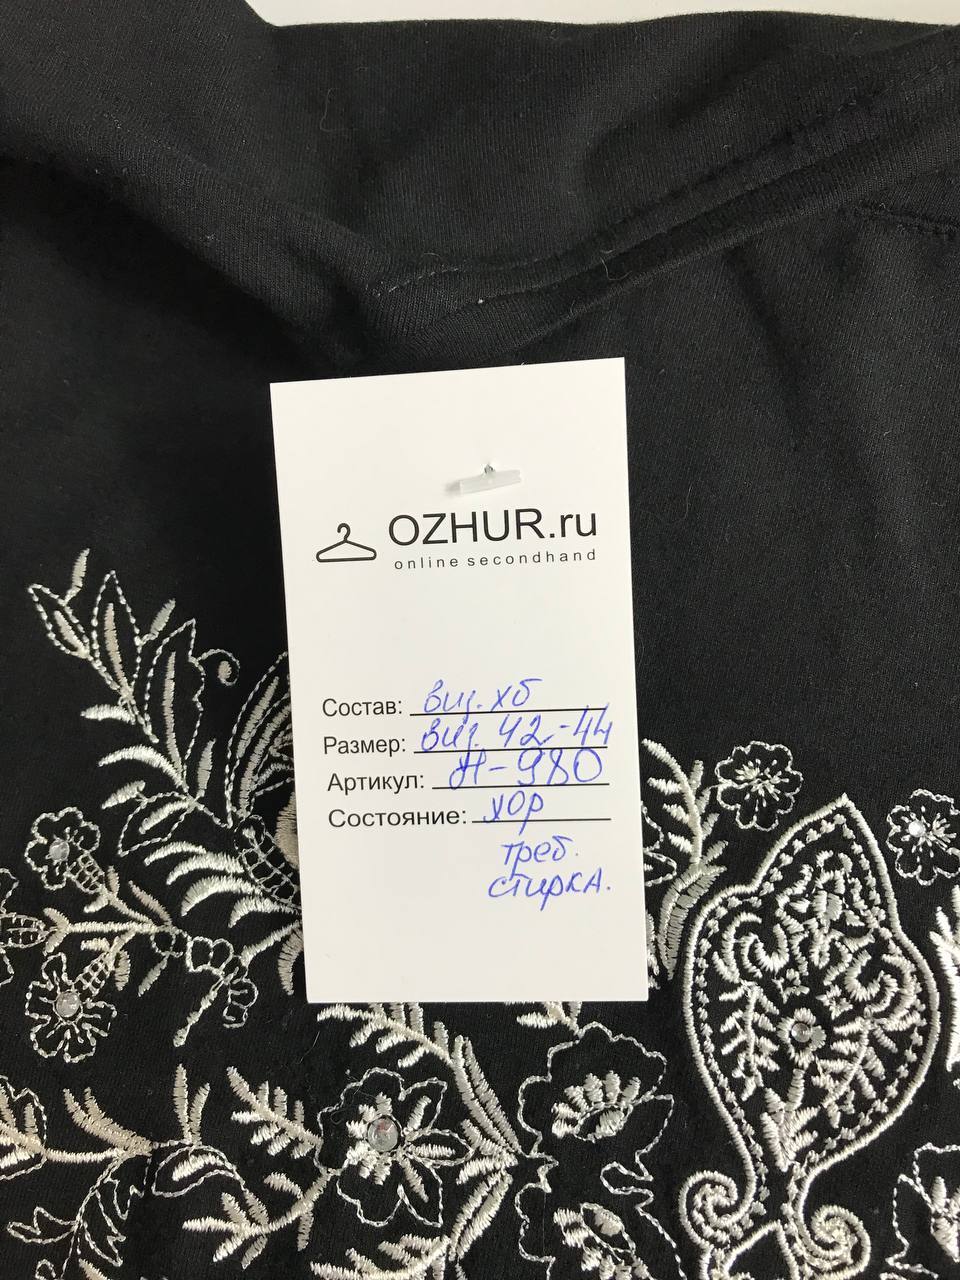 OZHUR.ru
online secondhand
Состав: виз. хб
Размер: виз. 42-44
Артикул: Н-980
Состояние: хор
треб.
стирка.